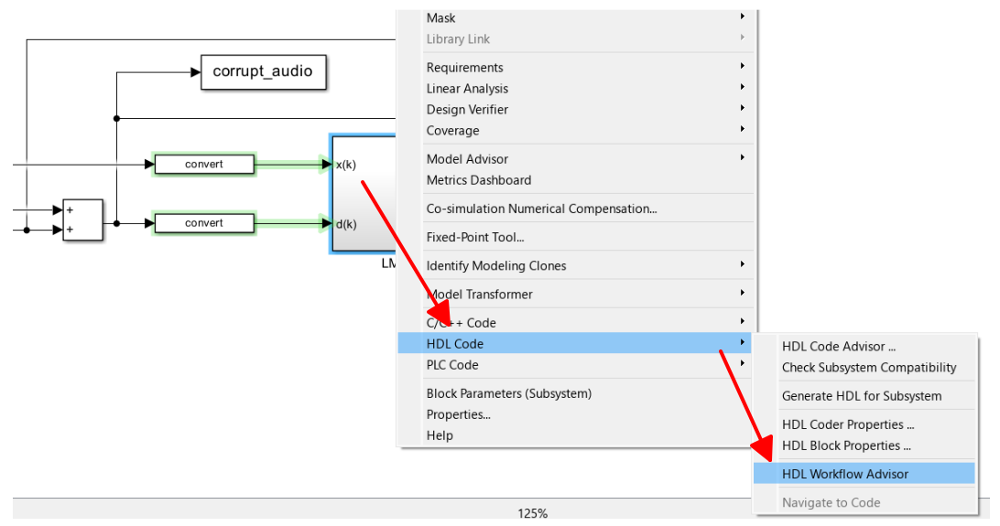 Mask
Library Link
corrupt_audio
Requirements
Linear Analysis
Design Verifier
Coverage
convert
x(k)
Model Advisor
Metrics Dashboard
+
+
Co-simulation Numerical Compensation...
convert
d(k)
Fixed-Point Tool...
LM
Identify Modeling Clones
Model Transformer
C/C++ Code
HDL Code
PLC Code
Block Parameters (Subsystem)
Properties...
Help
HDL Code Advisor ...
Check Subsystem Compatibility
Generate HDL for Subsystem
HDL Coder Properties ...
HDL Block Properties ...
HDL Workflow Advisor
Navigate to Code
125%